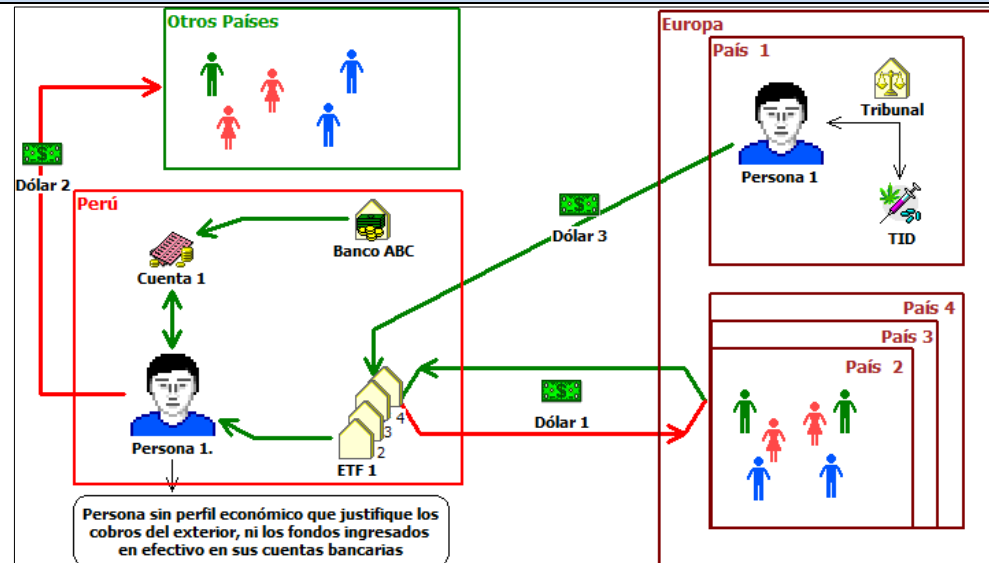 Otros Países
Europa
País 1
Tribunal
Persona 1
TID
$
Dólar 2
Perú
Banco ABC
Cuenta 1
$
Dólar 3
País 4
País 3
País 2
$
Dólar 1
4
3
2
Persona 1.
ETF 1
Persona sin perfil económico que justifique los
cobros del exterior, ni los fondos ingresados
en efectivo en sus cuentas bancarias